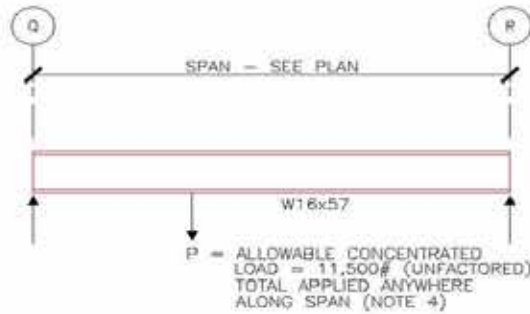 Q R
SPAN - SEE PLAN
W16x57
P = ALLOWABLE CONCENTRATED
LOAD = 11,500# (UNFACTORED)
TOTAL APPLIED ANYWHERE
ALONG SPAN (NOTE 4)